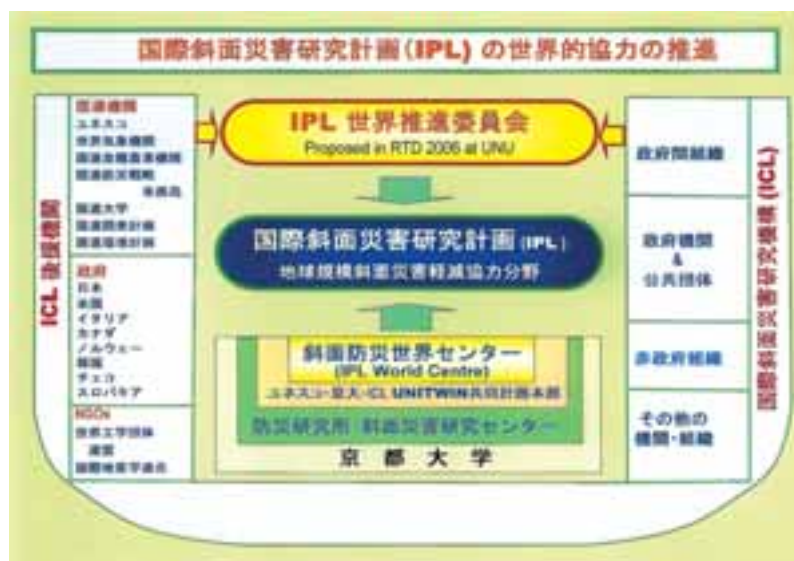 国際斜面災害研究計画(IPL)の世界的協力の推進
ICL 後援機関
国連機関
ユネスコ
世界気象機関
国連食糧農業機関
国連防災戦略
事務局
国連大学
国連開発計画
国連環境計画
政府
日本
米国
イタリア
カナダ
ノルウェー
韓国
チェコ
スロバキア
NGOs
世界工学団体
連盟
国際地質学連合
IPL 世界推進委員会
Proposed in RTD 2006 at UNU
国際斜面災害研究計画(IPL)
地球規模斜面災害軽減協力分野
斜面防災世界センター
(IPL World Centre)
ユネスコ-京大-ICL UNITWIN共同計画本部
防災研究所 斜面災害研究センター
京都大学
政府間組織
政府機関
&
公共団体
非政府組織
その他の
機関・組織
国際斜面災害研究機構(ICL)